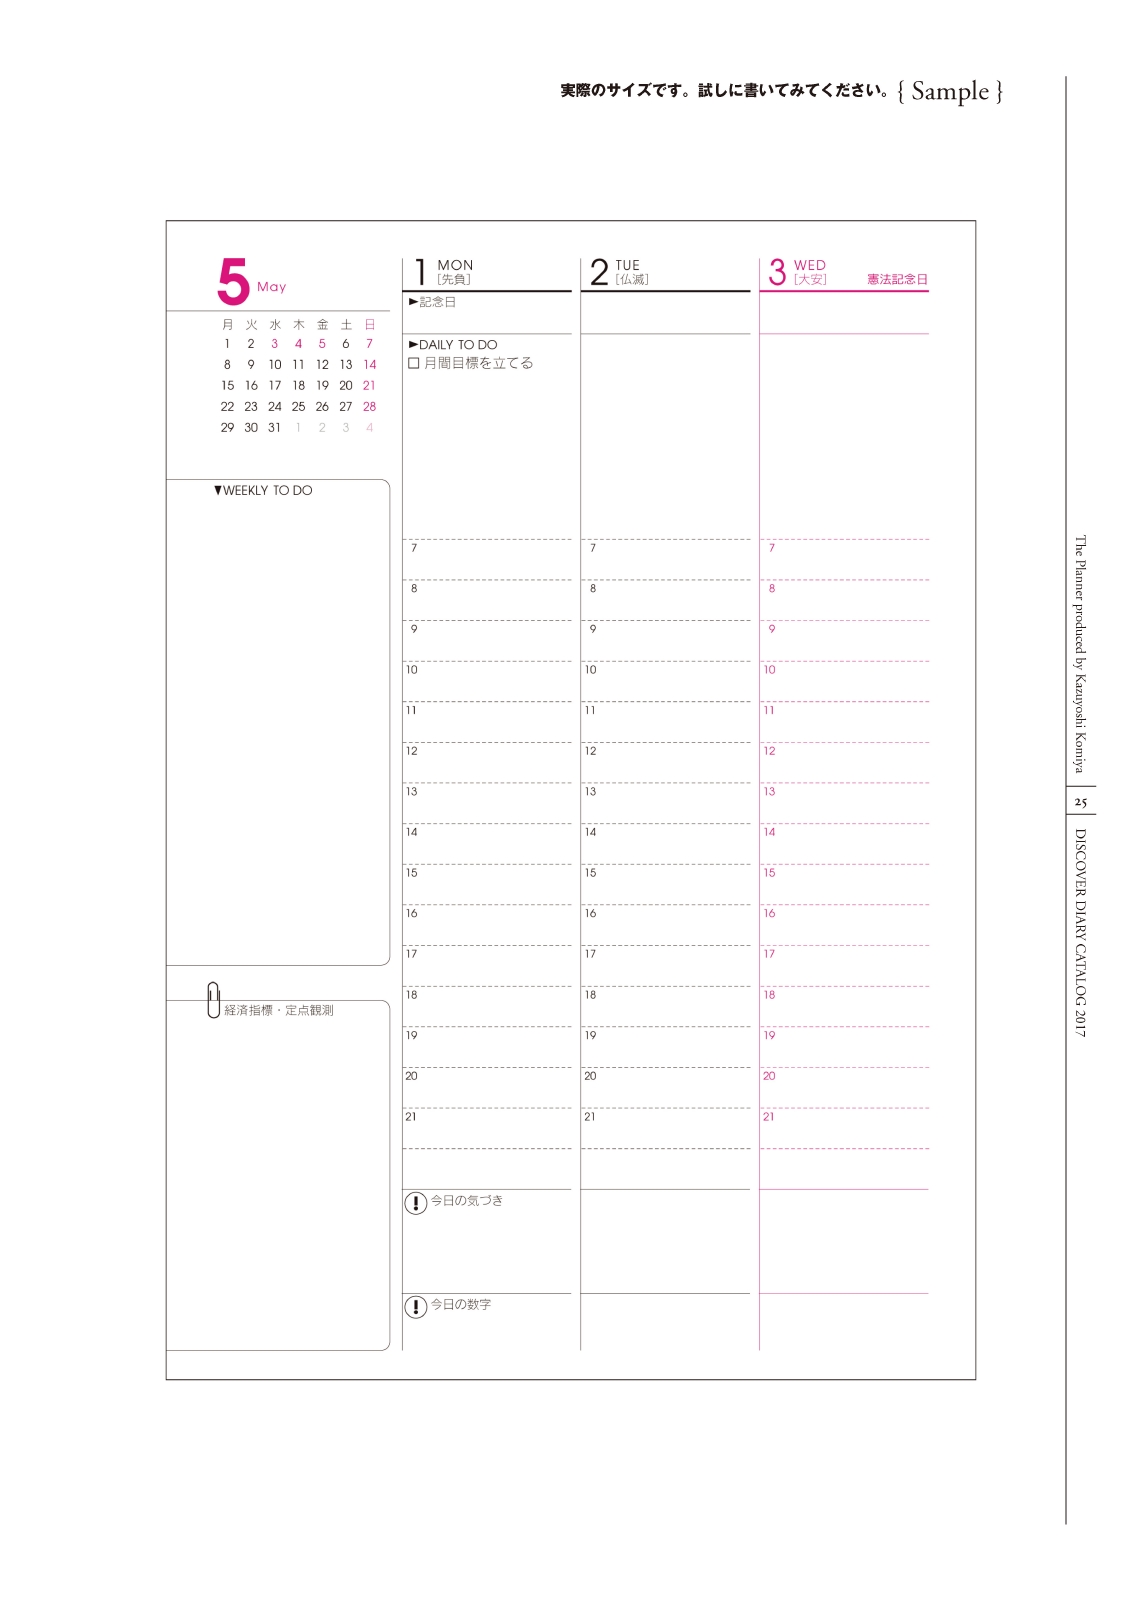 実際のサイズです。試しに書いてみてください。{ Sample }
5 May
月 火 水 木 金 土 日
1 2 3 4 5 6 7
8 9 10 11 12 13 14
15 16 17 18 19 20 21
22 23 24 25 26 27 28
29 30 31 1 2 3 4
▼WEEKLY TO DO
経済指標・定点観測
1 MON
[先負]
►記念日
►DAILY TO DO
□ 月間目標を立てる
7
8
9
10
11
12
13
14
15
16
17
18
19
20
21
! 今日の気づき
! 今日の数字
2 TUE
[仏滅]
7
8
9
10
11
12
13
14
15
16
17
18
19
20
21
3 WED
[大安] 憲法記念日
7
8
9
10
11
12
13
14
15
16
17
18
19
20
21
The Planner produced by Kazuyoshi Komiya
25
DISCOVER DIARY CATALOG 2017